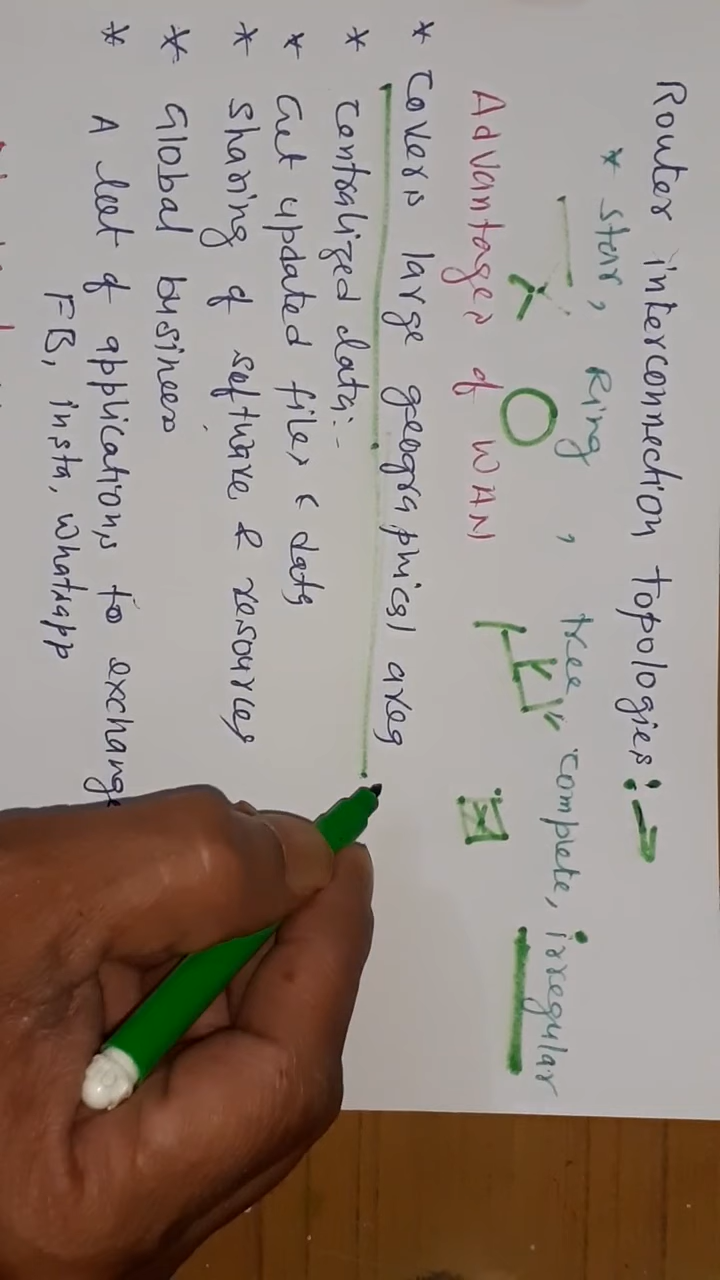 Router interconnection topologies:→
* Star, Ring, tree complete, irregular
Advantages of WAN
* Covers large geographical area
* Centralized data:-
* Get updated files & data
* Sharing of software & resources
* Global business
* A lot of applications to exchange
FB, insta, whatsapp